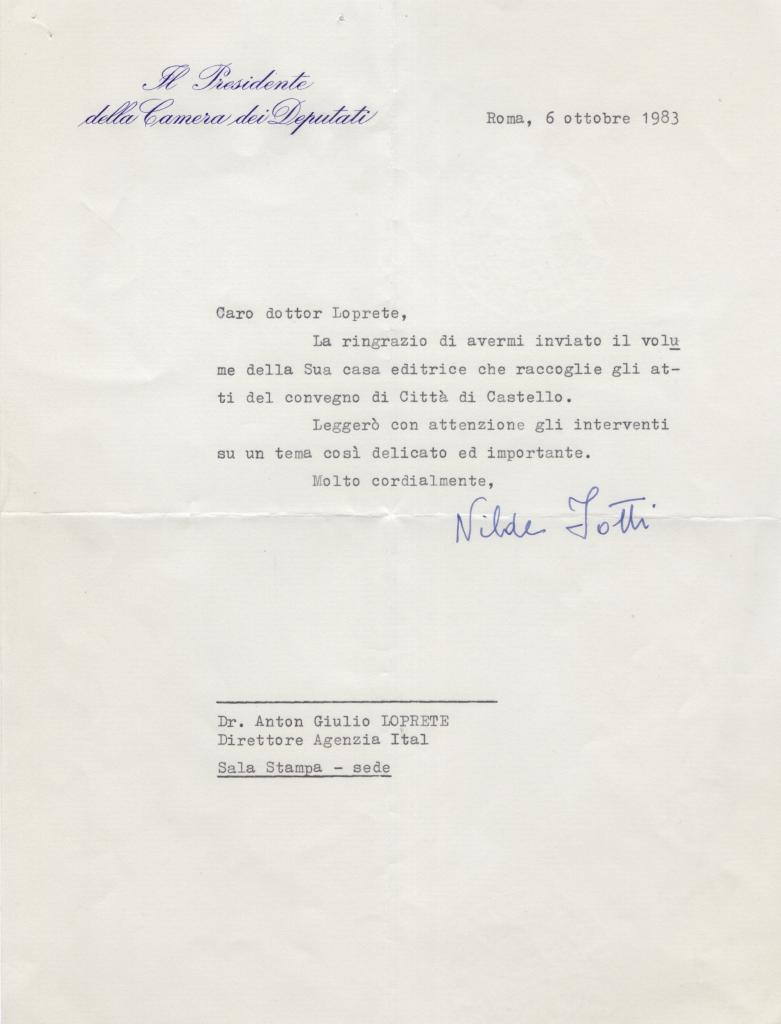 Il Presidente
della Camera dei Deputati
Roma, 6 ottobre 1983
Caro dottor Loprete,
La ringrazio di avermi inviato il volu
me della Sua casa editrice che raccoglie gli at-
ti del convegno di Città di Castello.
Leggerò con attenzione gli interventi
su un tema così delicato ed importante.
Molto cordialmente,
Nilde Jotti
Dr. Anton Giulio LOPRETE
Direttore Agenzia Ital
Sala Stampa - sede